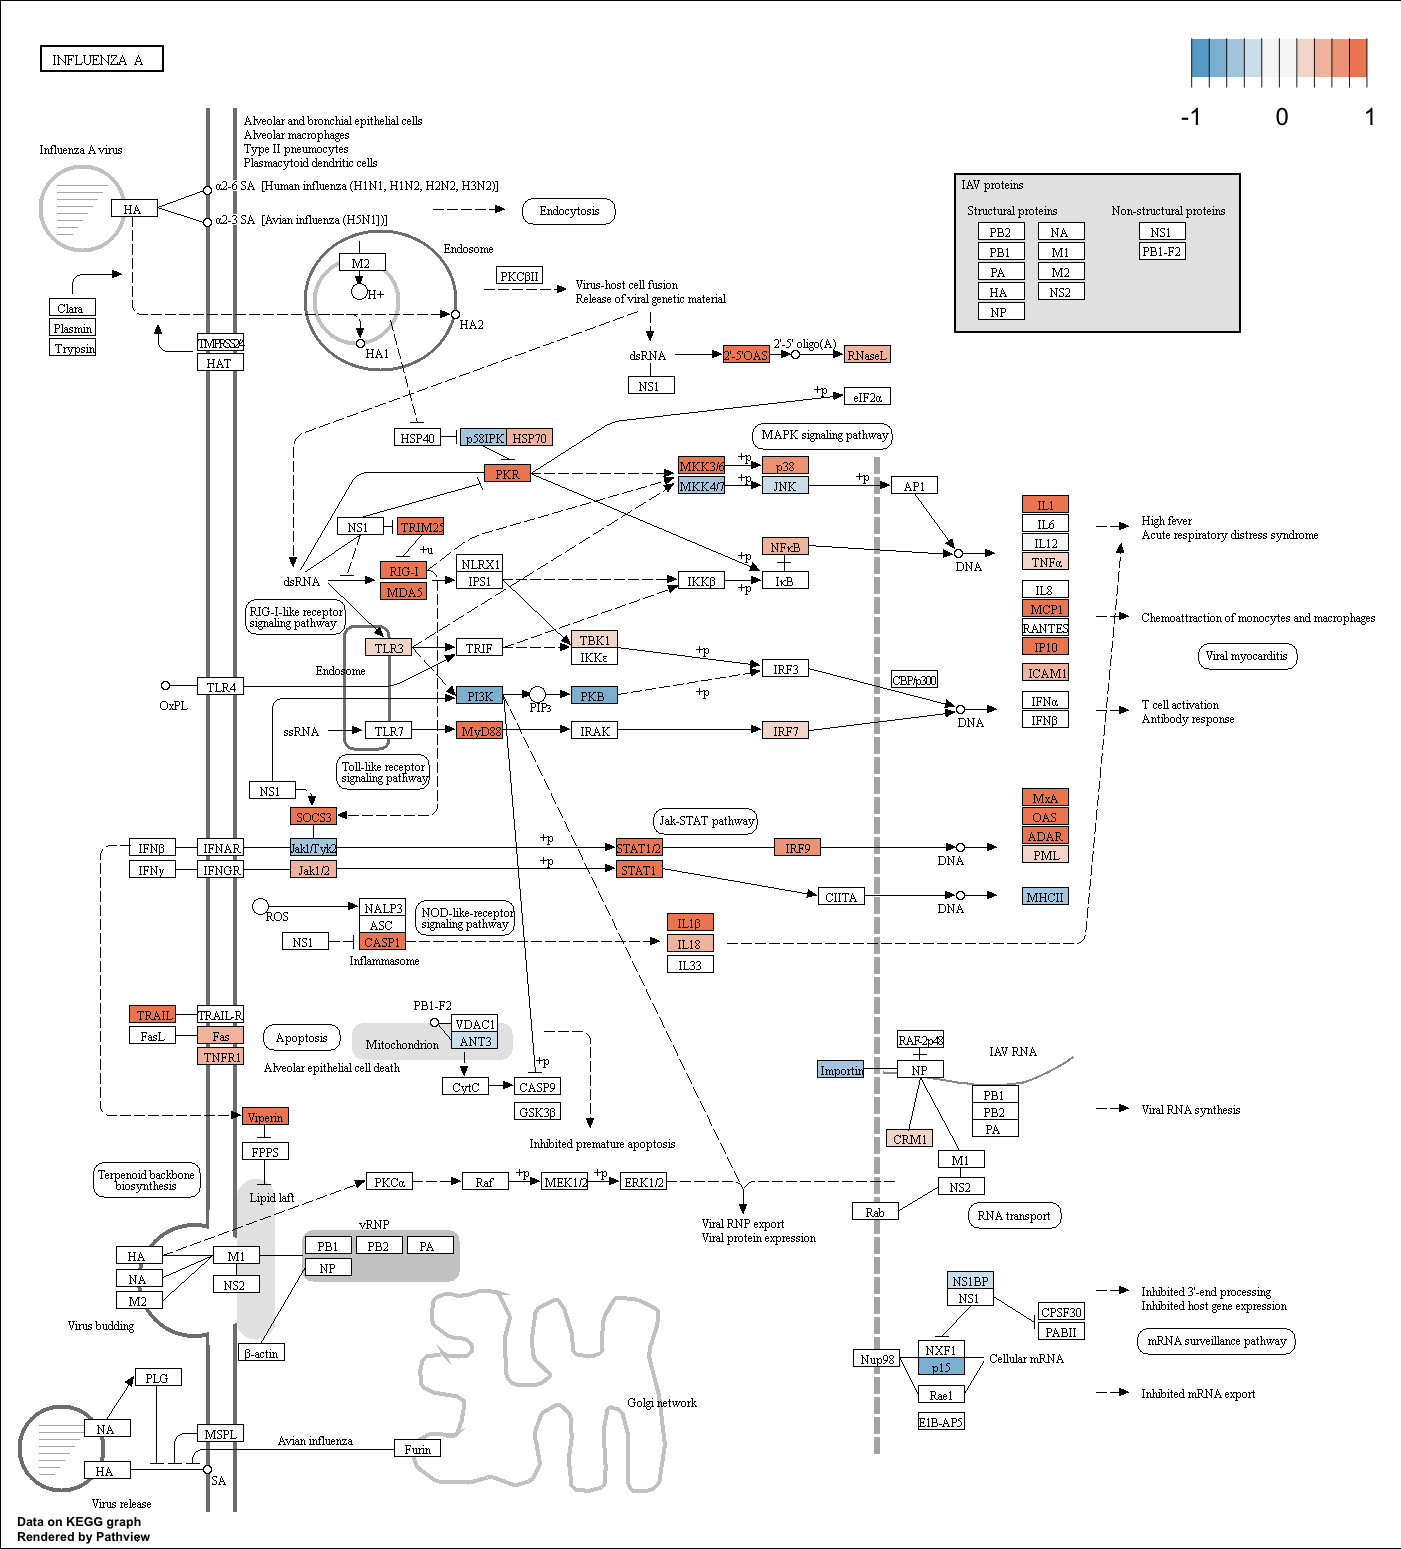 INFLUENZA A
-1 0 1
Alveolar and bronchial epithelial cells
Alveolar macrophages
Type II pneumocytes
Plasmacytoid dendritic cells
Influenza A virus
HA
α2-6 SA [Human influenza (H1N1, H1N2, H2N2, H3N2)]
α2-3 SA [Avian influenza (H5N1])]
Endocytosis
IAV proteins
Structural proteins
Non-structural proteins
PB2
NA
NS1
PB1
M1
PB1-F2
PA
M2
HA
NS2
NP
Endosome
M2
H+
HA2
HA1
PKCβII
Virus-host cell fusion
Release of viral genetic material
Clara
Plasmin
Trypsin
HAT
dsRNA
2'-5'OAS
2'-5' oligo(A)
RNaseL
NS1
+p
eIF2α
HSP40
p58IPK
HSP70
MAPK signaling pathway
PKR
MKK3/6
+p
p38
MKK4/7
+p
JNK
+p
AP1
NS1
TRIM25
+u
RIG-I
MDA5
dsRNA
NLRX1
IPS1
IKKβ
+p
+p
NFκB
IκB
DNA
RIG-I-like receptor
signaling pathway
IL1
IL6
IL12
TNFα
IL8
MCP1
RANTES
IP10
ICAM1
IFNα
IFNβ
High fever
Acute respiratory distress syndrome
Chemoattraction of monocytes and macrophages
Viral myocarditis
T cell activation
Antibody response
TLR3
TRIF
TBK1
IKKε
+p
IRF3
CBP/p300
Endosome
TLR4
OxPL
PI3K
PIP3
PKB
+p
DNA
ssRNA
TLR7
MyD88
IRAK
IRF7
Toll-like receptor
signaling pathway
NS1
SOCS3
Jak-STAT pathway
IFNβ
IFNAR
Jak1/Tyk2
+p
STAT1/2
IRF9
DNA
IFNγ
IFNGR
Jak1/2
+p
STAT1
CIITA
DNA
MxA
OAS
ADAR
PML
MHCII
ROS
NALP3
ASC
CASP1
NS1
Inflammasome
NOD-like-receptor
signaling pathway
IL1β
IL18
IL33
TRAIL
TRAIL-R
FasL
Fas
TNFR1
Apoptosis
Alveolar epithelial cell death
PB1-F2
VDAC1
ANT3
Mitochondrion
CytC
CASP9
+p
GSK3β
Inhibited premature apoptosis
Importin
RAF-2p48
NP
IAV RNA
PB1
PB2
PA
Viral RNA synthesis
CRM1
M1
NS2
Rab
RNA transport
Viperin
FPPS
Terpenoid backbone
biosynthesis
Lipid laft
PKCα
Raf
+p
MEK1/2
+p
ERK1/2
Viral RNP export
Viral protein expression
vRNP
PB1
PB2
PA
NP
HA
NA
M2
M1
NS2
Virus budding
β-actin
NS1BP
NS1
CPSF30
PABII
Inhibited 3'-end processing
Inhibited host gene expression
mRNA surveillance pathway
Nup98
NXF1
p15
Rae1
E1B-AP5
Cellular mRNA
Inhibited mRNA export
Golgi network
PLG
NA
HA
MSPL
Avian influenza
Furin
SA
Virus release
Data on KEGG graph
Rendered by Pathview